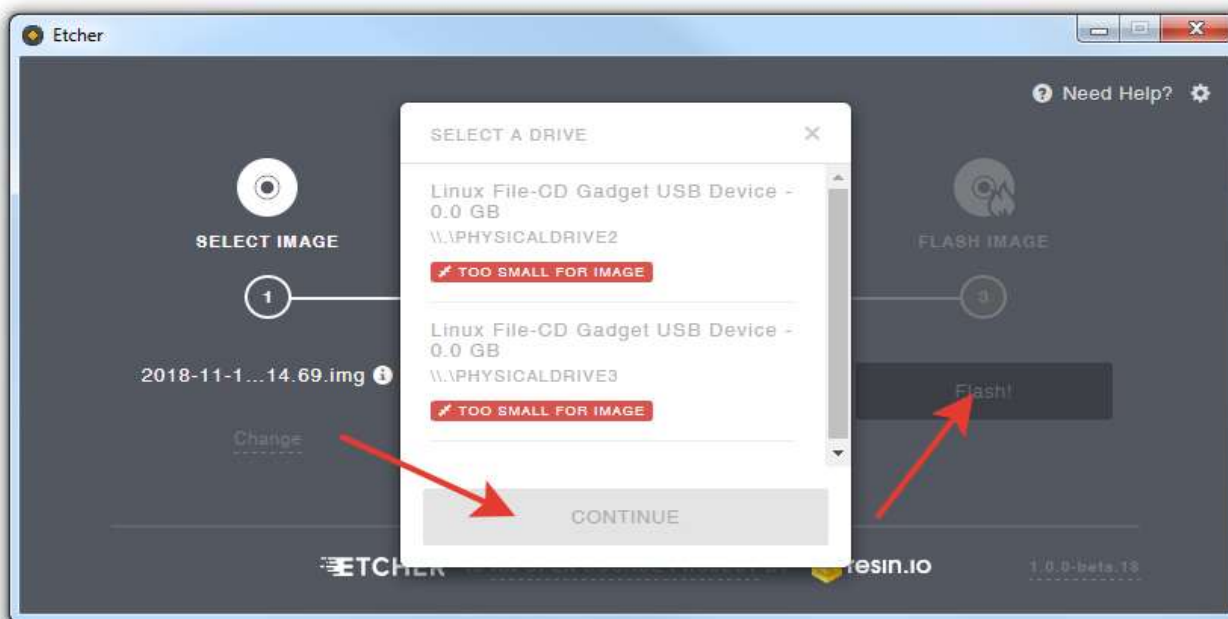 Etcher
Need Help?
SELECT A DRIVE
Linux File-CD Gadget USB Device -
0.0 GB
\\.\PHYSICALDRIVE2
TOO SMALL FOR IMAGE
Linux File-CD Gadget USB Device -
0.0 GB
\\.\PHYSICALDRIVE3
TOO SMALL FOR IMAGE
CONTINUE
SELECT IMAGE
1
2018-11-1...14.69.img
Change
FLASH IMAGE
3
Flash!
ETCHER
resin.io
1.0.0-beta.18